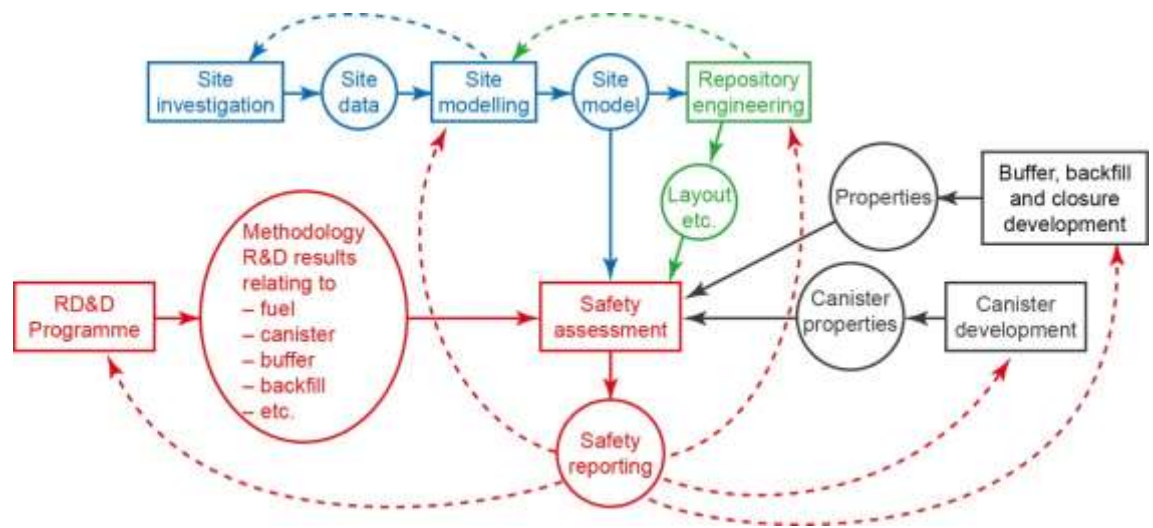 Site
investigation
Site
data
Site
modelling
Site
model
Repository
engineering
Layout
etc.
Properties
Buffer, backfill
and closure
development
Methodology
R&D results
relating to
– fuel
– canister
– buffer
– backfill
– etc.
RD&D
Programme
Safety
assessment
Canister
properties
Canister
development
Safety
reporting